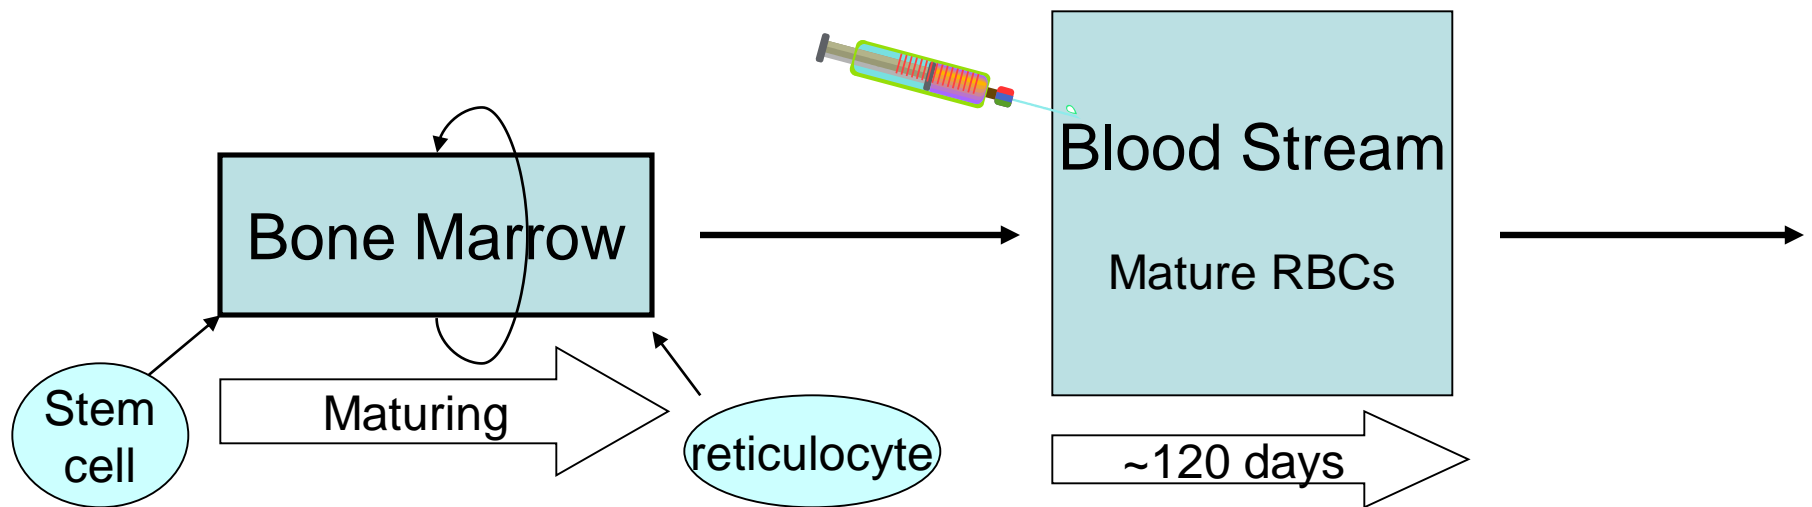 Blood Stream
Bone Marrow
Mature RBCs
Stem
cell
Maturing
reticulocyte
~120 days